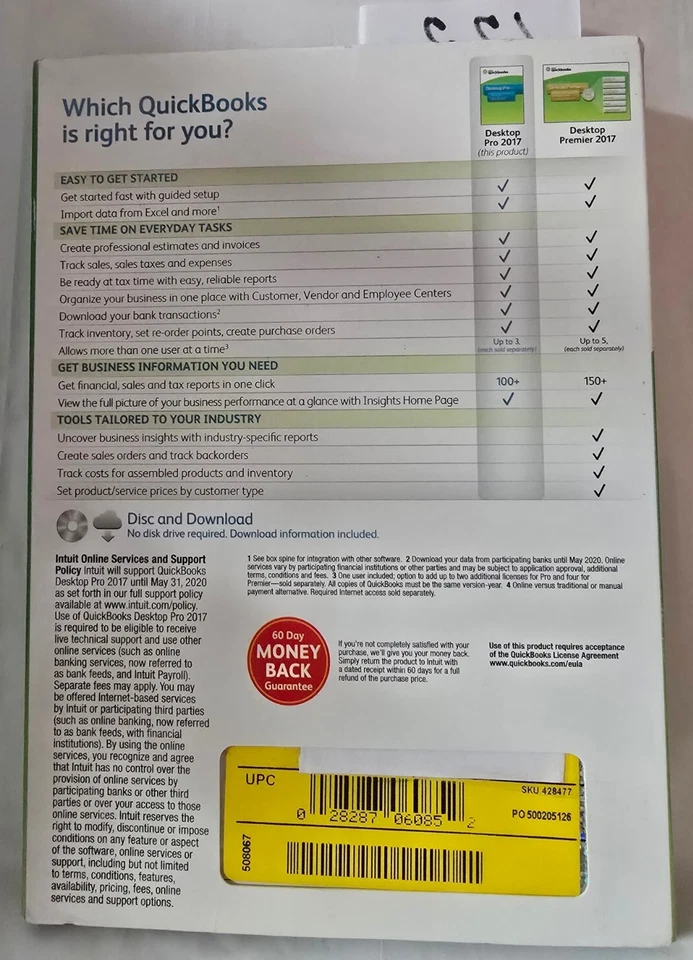 Which QuickBooks
is right for you?
QuickBooks
QuickBooks
Desktop Pro
Desktop
Pro 2017
(this product)
Desktop
Premier 2017
EASY TO GET STARTED
Get started fast with guided setup ✓ ✓
Import data from Excel and more¹ ✓ ✓
SAVE TIME ON EVERYDAY TASKS
Create professional estimates and invoices ✓ ✓
Track sales, sales taxes and expenses ✓ ✓
Be ready at tax time with easy, reliable reports ✓ ✓
Organize your business in one place with Customer, Vendor and Employee Centers ✓ ✓
Download your bank transactions² ✓ ✓
Track inventory, set re-order points, create purchase orders ✓ ✓
Allows more than one user at a time³ Up to 3, (each sold separately) Up to 5, (each sold separately)
GET BUSINESS INFORMATION YOU NEED
Get financial, sales and tax reports in one click 100+ 150+
View the full picture of your business performance at a glance with Insights Home Page ✓ ✓
TOOLS TAILORED TO YOUR INDUSTRY
Uncover business insights with industry-specific reports ✓
Create sales orders and track backorders ✓
Track costs for assembled products and inventory ✓
Set product/service prices by customer type ✓
Disc and Download
No disk drive required. Download information included.
Intuit Online Services and Support
Policy Intuit will support QuickBooks
Desktop Pro 2017 until May 31, 2020
as set forth in our full support policy
available at www.intuit.com/policy.
Use of QuickBooks Desktop Pro 2017
is required to be eligible to receive
live technical support and use other
online services (such as online
banking services, now referred to
as bank feeds, and Intuit Payroll).
Separate fees may apply. You may
be offered Internet-based services
by Intuit or participating third parties
(such as online banking, now referred
to as bank feeds, with financial
institutions). By using the online
services, you recognize and agree
that Intuit has no control over the
provision of online services by
participating banks or other third
parties or over your access to those
online services. Intuit reserves the
right to modify, discontinue or impose
conditions on any feature or aspect
of the software, online services or
support, including but not limited
to terms, conditions, features,
availability, pricing, fees, online
services and support options.
1 See box spine for integration with other software. 2 Download your data from participating banks until May 2020. Online
services vary by participating financial institutions or other parties and may be subject to application approval, additional
terms, conditions and fees. 3 One user included; option to add up to two additional licenses for Pro and four for
Premier—sold separately. All copies of QuickBooks must be the same version-year. 4 Online versus traditional or manual
payment alternative. Required Internet access sold separately.
60 Day
MONEY
BACK
Guarantee
If you're not completely satisfied with your
purchase, we'll give you your money back.
Simply return the product to Intuit with
a dated receipt within 60 days for a full
refund of the purchase price.
Use of this product requires acceptance
of the QuickBooks License Agreement
www.quickbooks.com/eula
UPC
SKU 428477
0 28287 06085 2
PO 500205126
508067